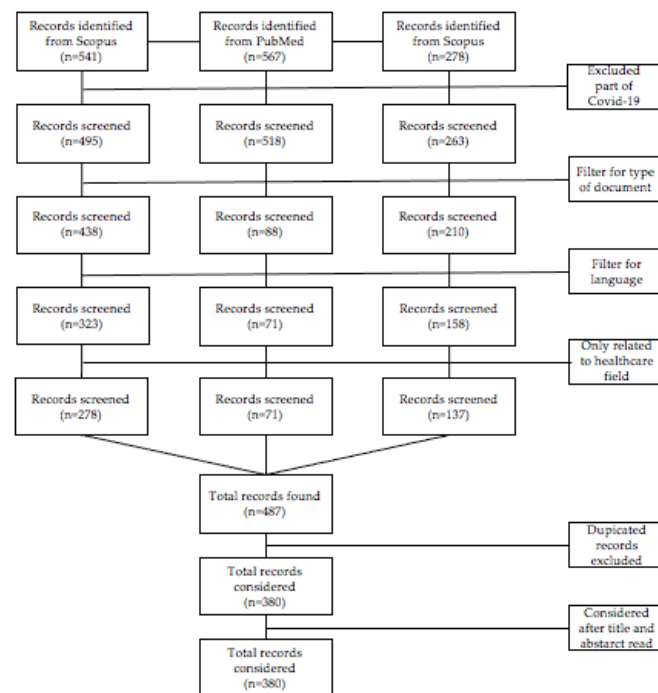 Records identified
from Scopus
(n=541)
Records identified
from PubMed
(n=567)
Records identified
from Scopus
(n=278)
Excluded
part of
Covid-19
Records screened
(n=495)
Records screened
(n=518)
Records screened
(n=263)
Filter for type
of document
Records screened
(n=438)
Records screened
(n=88)
Records screened
(n=210)
Filter for
language
Records screened
(n=323)
Records screened
(n=71)
Records screened
(n=158)
Only related
to healthcare
field
Records screened
(n=278)
Records screened
(n=71)
Records screened
(n=137)
Total records found
(n=487)
Dupicated
records
excluded
Total records
considered
(n=380)
Considered
after title and
abstarct read
Total records
considered
(n=380)